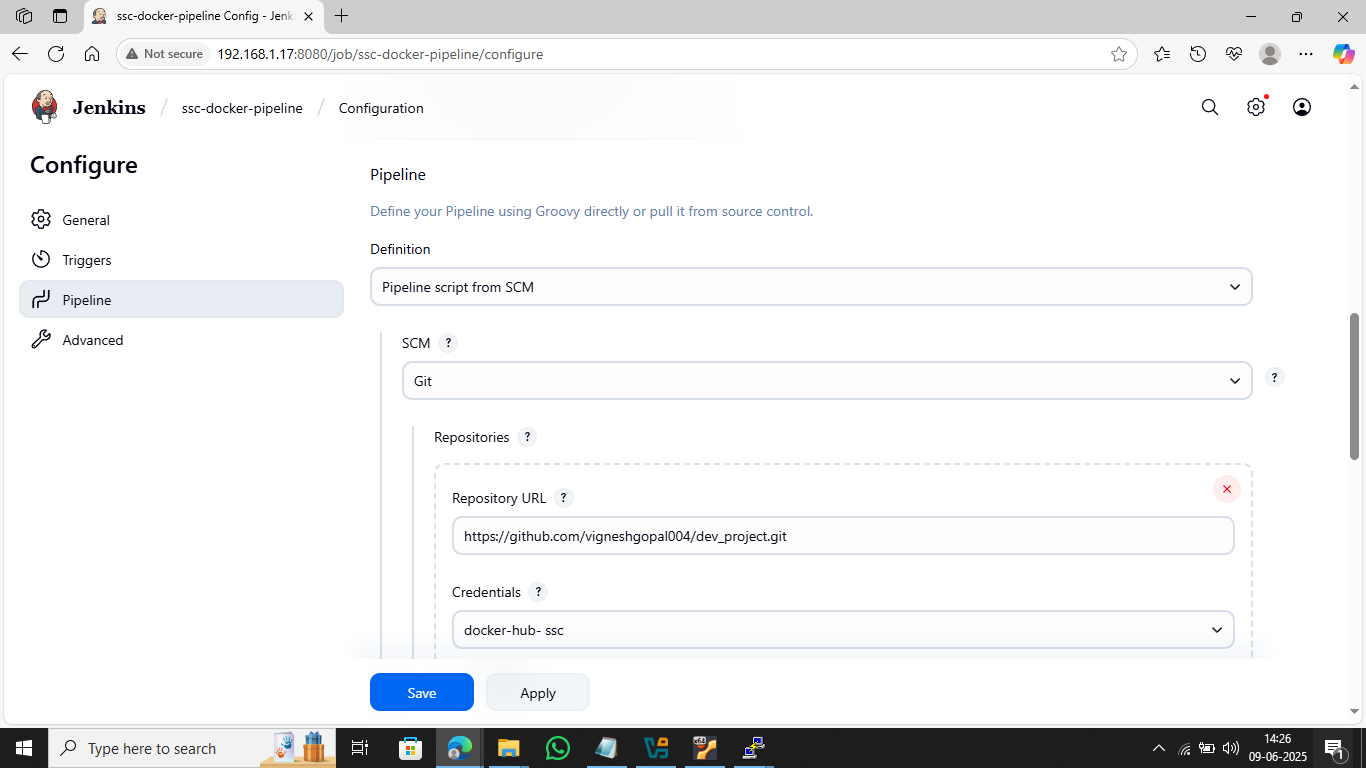 ssc-docker-pipeline Config - Jenk
Not secure
192.168.1.17:8080/job/ssc-docker-pipeline/configure
Jenkins / ssc-docker-pipeline / Configuration
Configure
General
Triggers
Pipeline
Advanced
Pipeline
Define your Pipeline using Groovy directly or pull it from source control.
Definition
Pipeline script from SCM
SCM ?
Git
?
Repositories ?
Repository URL ?
https://github.com/vigneshgopal004/dev_project.git
Credentials ?
docker-hub- ssc
Save
Apply
Type here to search
14:26
09-06-2025
1